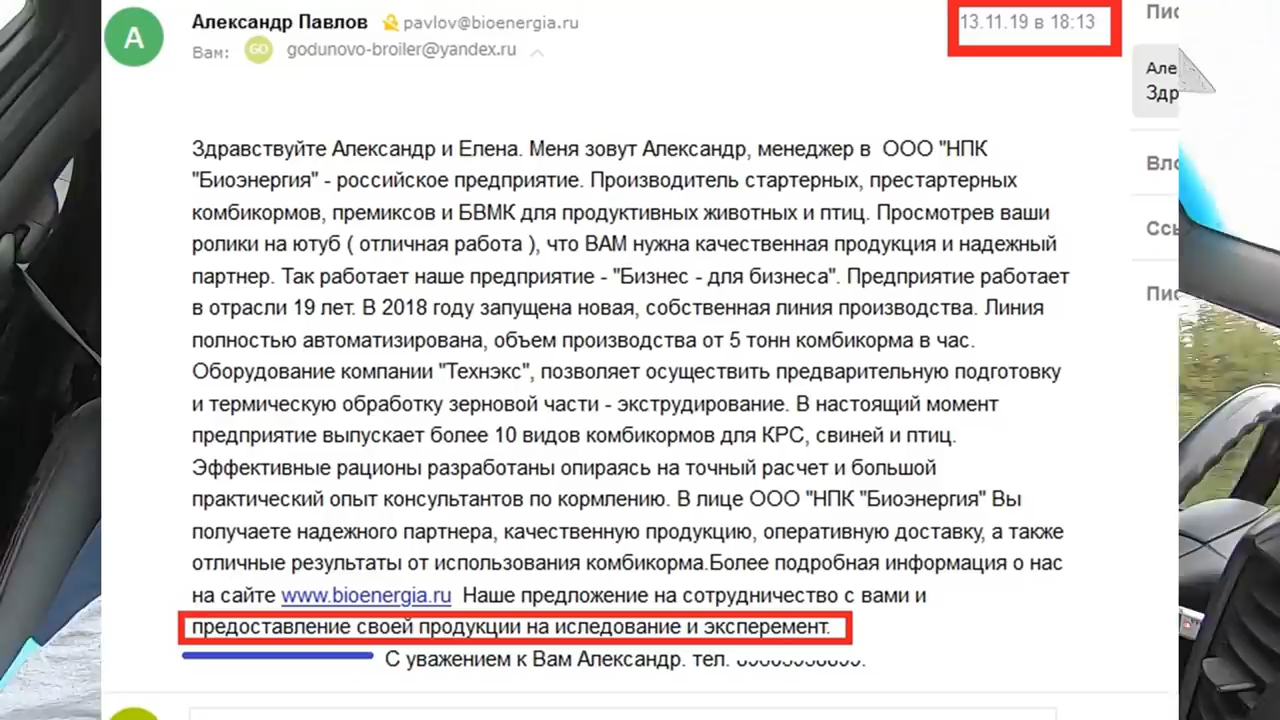 А
Александр Павлов pavlov@bioenergia.ru
13.11.19 в 18:13
Вам: GO godunovo-broiler@yandex.ru
Пис
Але
Здр
Вло
Ссы
Пис
Здравствуйте Александр и Елена. Меня зовут Александр, менеджер в ООО "НПК
"Биоэнергия" - российское предприятие. Производитель стартерных, престартерных
комбикормов, премиксов и БВМК для продуктивных животных и птиц. Просмотрев ваши
ролики на ютуб ( отличная работа ), что ВАМ нужна качественная продукция и надежный
партнер. Так работает наше предприятие - "Бизнес - для бизнеса". Предприятие работает
в отрасли 19 лет. В 2018 году запущена новая, собственная линия производства. Линия
полностью автоматизирована, объем производства от 5 тонн комбикорма в час.
Оборудование компании "Технэкс", позволяет осуществить предварительную подготовку
и термическую обработку зерновой части - экструдирование. В настоящий момент
предприятие выпускает более 10 видов комбикормов для КРС, свиней и птиц.
Эффективные рационы разработаны опираясь на точный расчет и большой
практический опыт консультантов по кормлению. В лице ООО "НПК "Биоэнергия" Вы
получаете надежного партнера, качественную продукцию, оперативную доставку, а также
отличные результаты от использования комбикорма.Более подробная информация о нас
на сайте www.bioenergia.ru Наше предложение на сотрудничество с вами и
предоставление своей продукции на иследование и эксперемент.
С уважением к Вам Александр. тел.